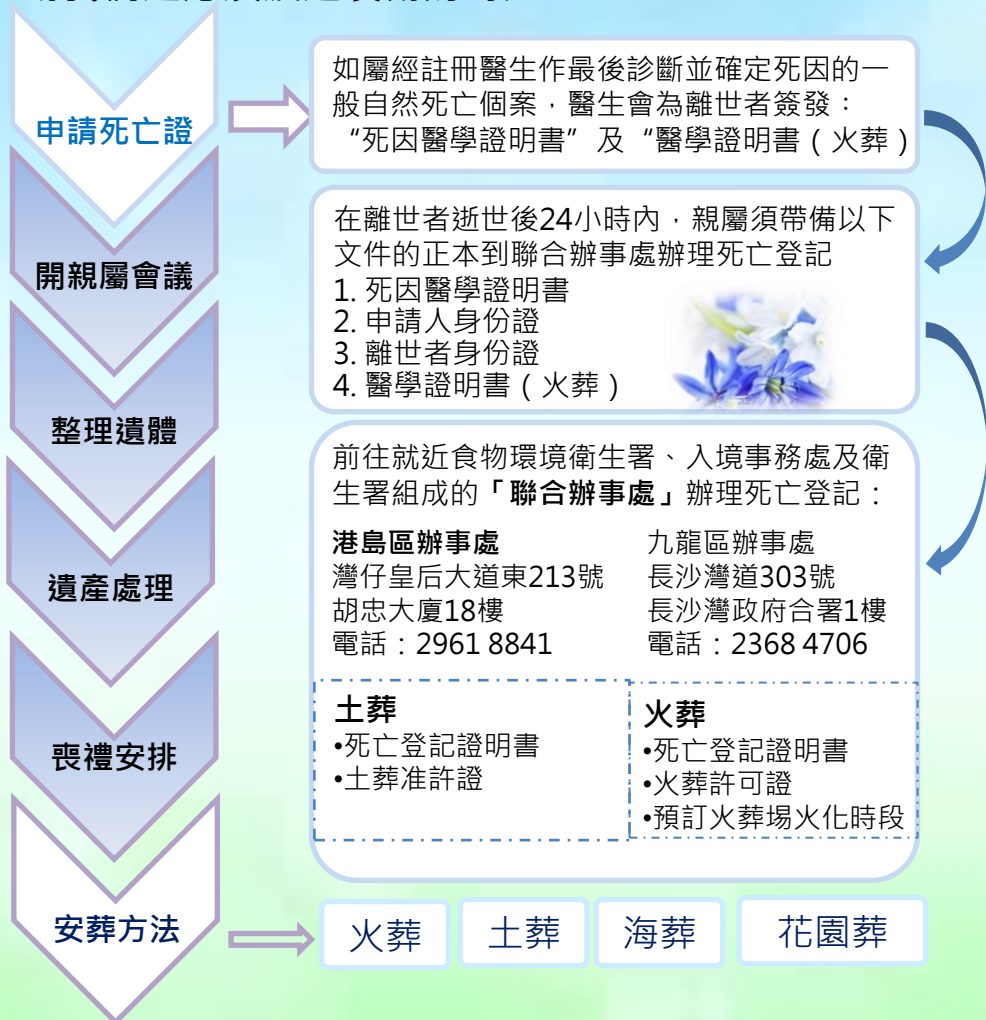 申請死亡證
如屬經註冊醫生作最後診斷並確定死因的一
般自然死亡個案，醫生會為離世者簽發：
“死因醫學證明書”及“醫學證明書（火葬）
開親屬會議
在離世者逝世後24小時內，親屬須帶備以下
文件的正本到聯合辦事處辦理死亡登記
1. 死因醫學證明書
2. 申請人身份證
3. 離世者身份證
4. 醫學證明書（火葬）
整理遺體
遺產處理
喪禮安排
前往就近食物環境衛生署、入境事務處及衛
生署組成的「聯合辦事處」辦理死亡登記：
港島區辦事處
灣仔皇后大道東213號
胡忠大廈18樓
電話：2961 8841
九龍區辦事處
長沙灣道303號
長沙灣政府合署1樓
電話：2368 4706
土葬
•死亡登記證明書
•土葬准許證
火葬
•死亡登記證明書
•火葬許可證
•預訂火葬場火化時段
安葬方法
火葬
土葬
海葬
花園葬